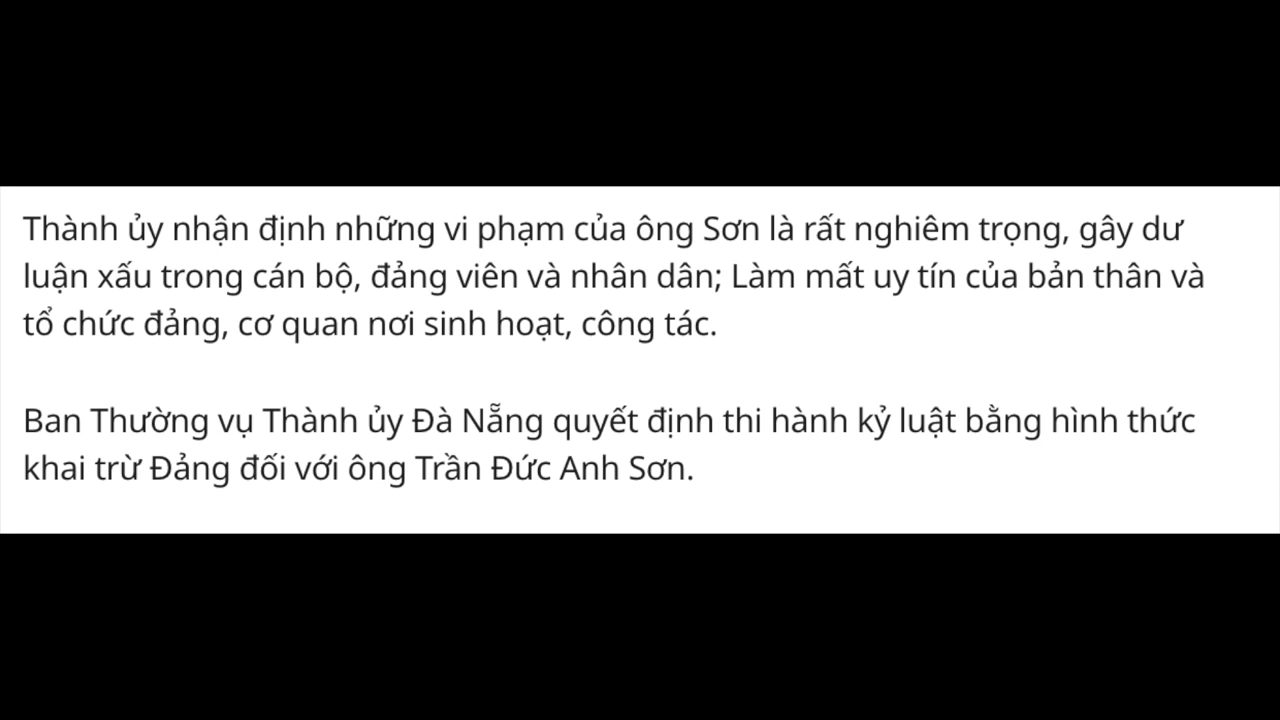 Thành ủy nhận định những vi phạm của ông Sơn là rất nghiêm trọng, gây dư
luận xấu trong cán bộ, đảng viên và nhân dân; Làm mất uy tín của bản thân và
tổ chức đảng, cơ quan nơi sinh hoạt, công tác.
Ban Thường vụ Thành ủy Đà Nẵng quyết định thi hành kỷ luật bằng hình thức
khai trừ Đảng đối với ông Trần Đức Anh Sơn.